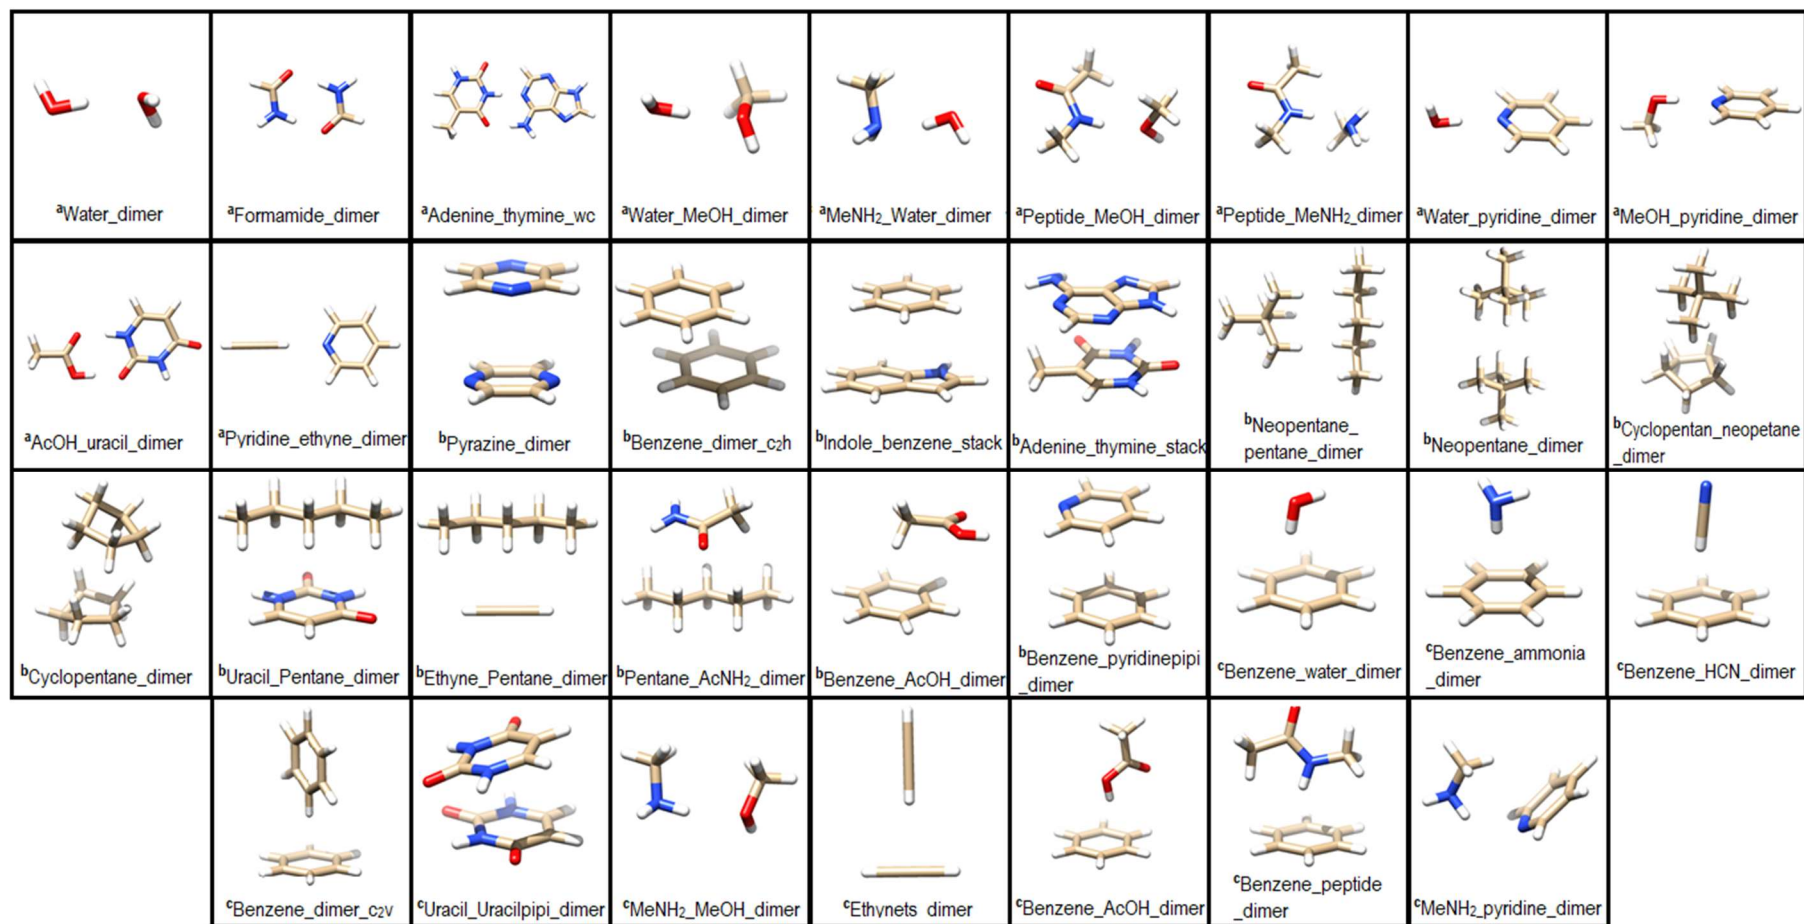 aWater_dimer
aFormamide_dimer
aAdenine_thymine_wc
aWater_MeOH_dimer
aMeNH2_Water_dimer
aPeptide_MeOH_dimer
aPeptide_MeNH2_dimer
aWater_pyridine_dimer
aMeOH_pyridine_dimer
aAcOH_uracil_dimer
aPyridine_ethyne_dimer
bPyrazine_dimer
bBenzene_dimer_c2h
bIndole_benzene_stack
bAdenine_thymine_stack
bNeopentane_
pentane_dimer
bNeopentane_dimer
bCyclopentan_neopetane
_dimer
bCyclopentane_dimer
bUracil_Pentane_dimer
bEthyne_Pentane_dimer
bPentane_AcNH2_dimer
bBenzene_AcOH_dimer
bBenzene_pyridinepipi
_dimer
cBenzene_water_dimer
cBenzene_ammonia
_dimer
cBenzene_HCN_dimer
cBenzene_dimer_c2v
cUracil_Uracilpipi_dimer
cMeNH2_MeOH_dimer
cEthynets_dimer
cBenzene_AcOH_dimer
cBenzene_peptide
_dimer
cMeNH2_pyridine_dimer